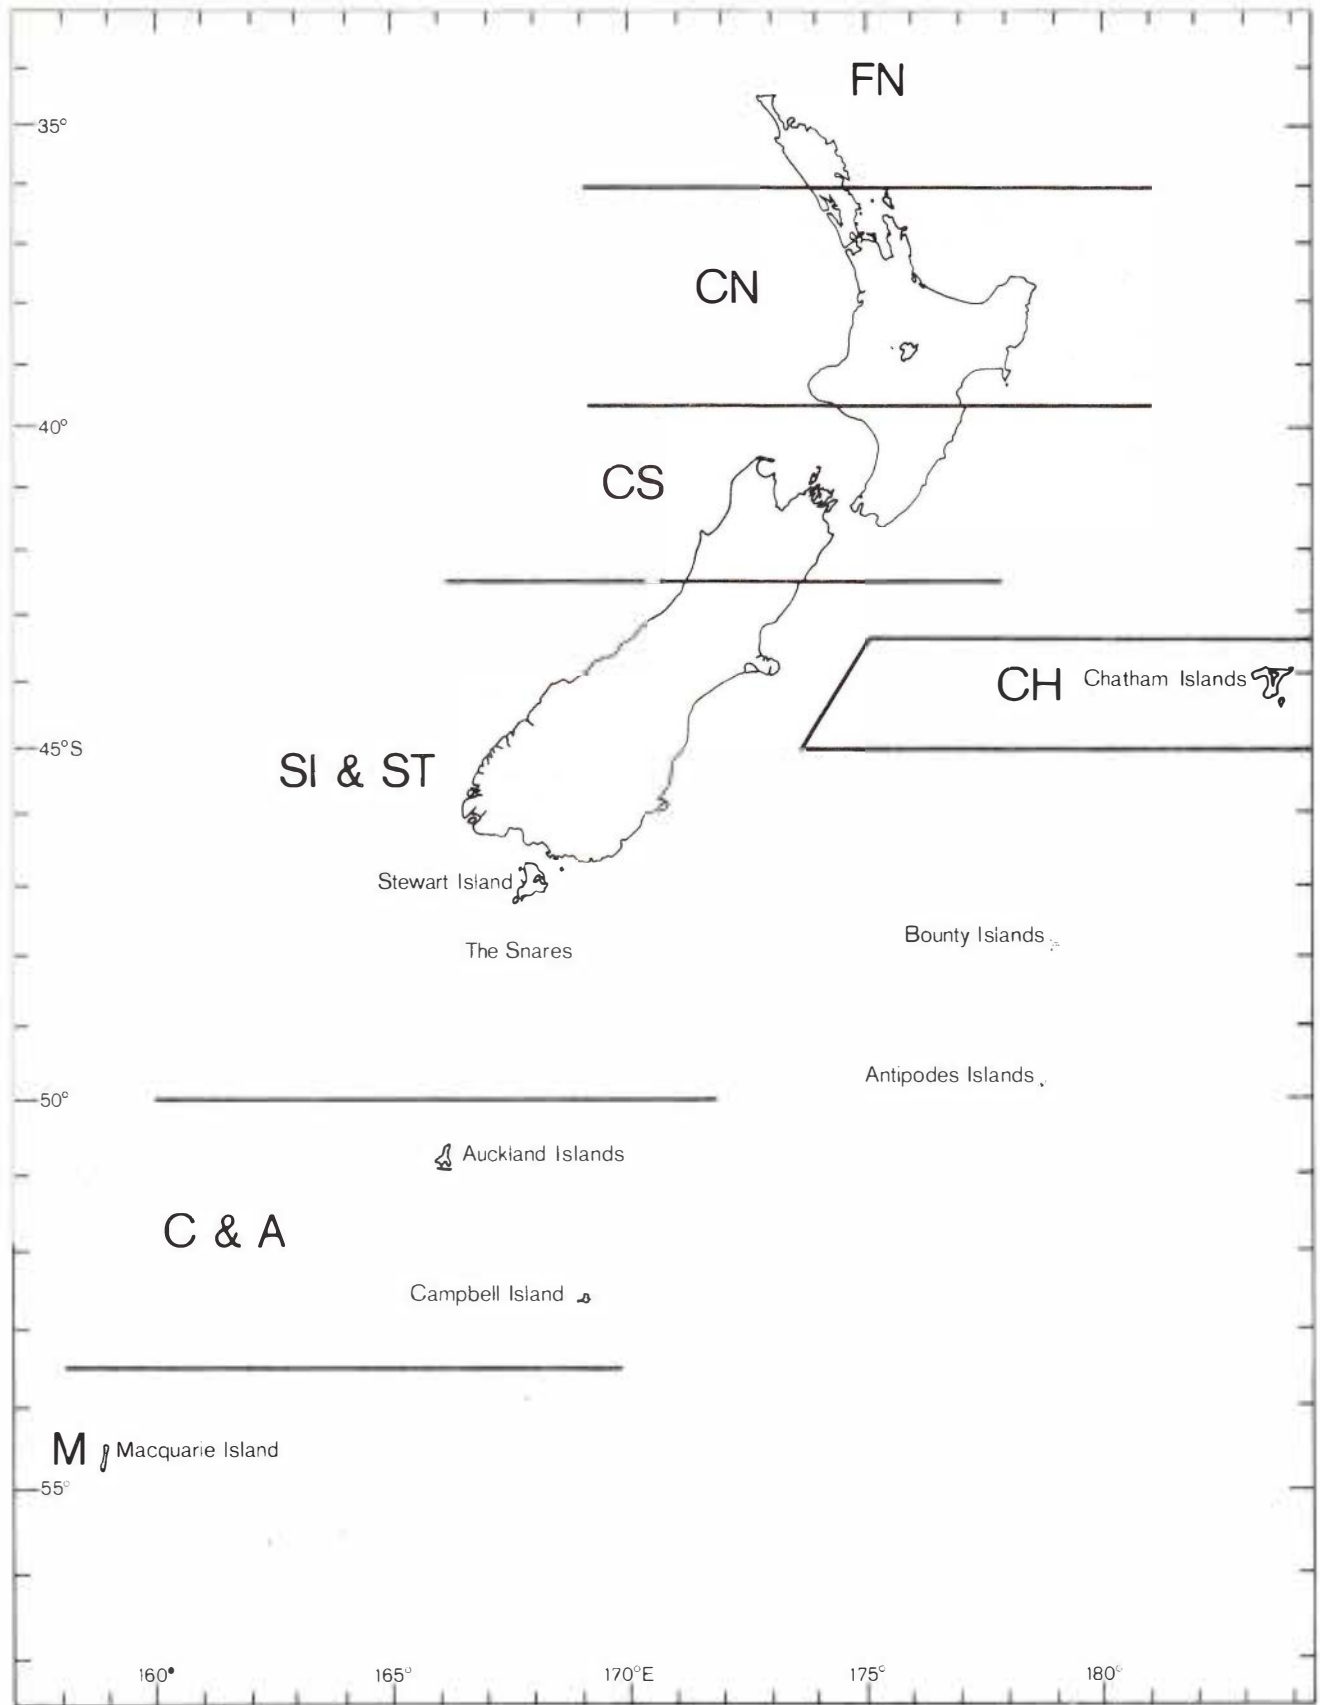 FN
35°
CN
40°
CS
CH Chatham Islands
45°S
SI & ST
Stewart Island
The Snares
Bounty Islands
Antipodes Islands
50°
Auckland Islands
C & A
Campbell Island
M Macquarie Island
55°
160° 165° 170°E 175° 180°